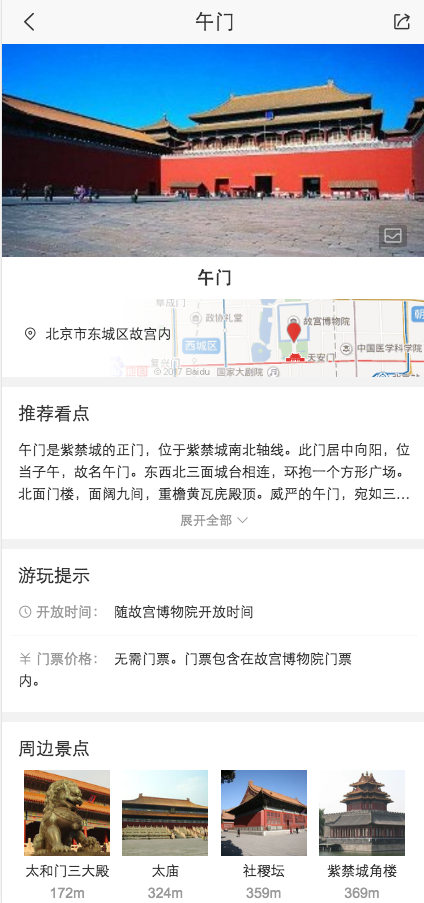 午门
午门
北京市东城区故宫内
阜成门
政协礼堂
故宫博物院
朝
西城区
中国医学科学院
天安门
复兴门
© 2017 Baidu
国家大剧院
推荐看点
午门是紫禁城的正门，位于紫禁城南北轴线。此门居中向阳，位
当子午，故名午门。东西北三面城台相连，环抱一个方形广场。
北面门楼，面阔九间，重檐黄瓦庑殿顶。威严的午门，宛如三...
展开全部
游玩提示
开放时间： 随故宫博物院开放时间
¥ 门票价格： 无需门票。门票包含在故宫博物院门票
内。
周边景点
太和门三大殿 太庙 社稷坛 紫禁城角楼
172m 324m 359m 369m